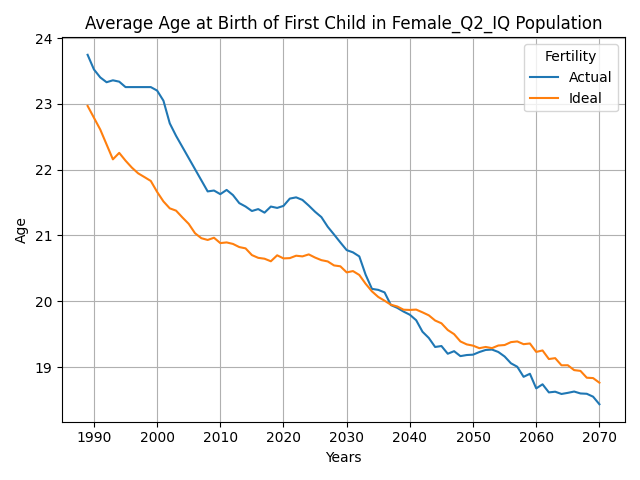 Average Age at Birth of First Child in Female_Q2_IQ Population
Fertility
Actual
Ideal
Age
24
23
22
21
20
19
1990 2000 2010 2020 2030 2040 2050 2060 2070
Years